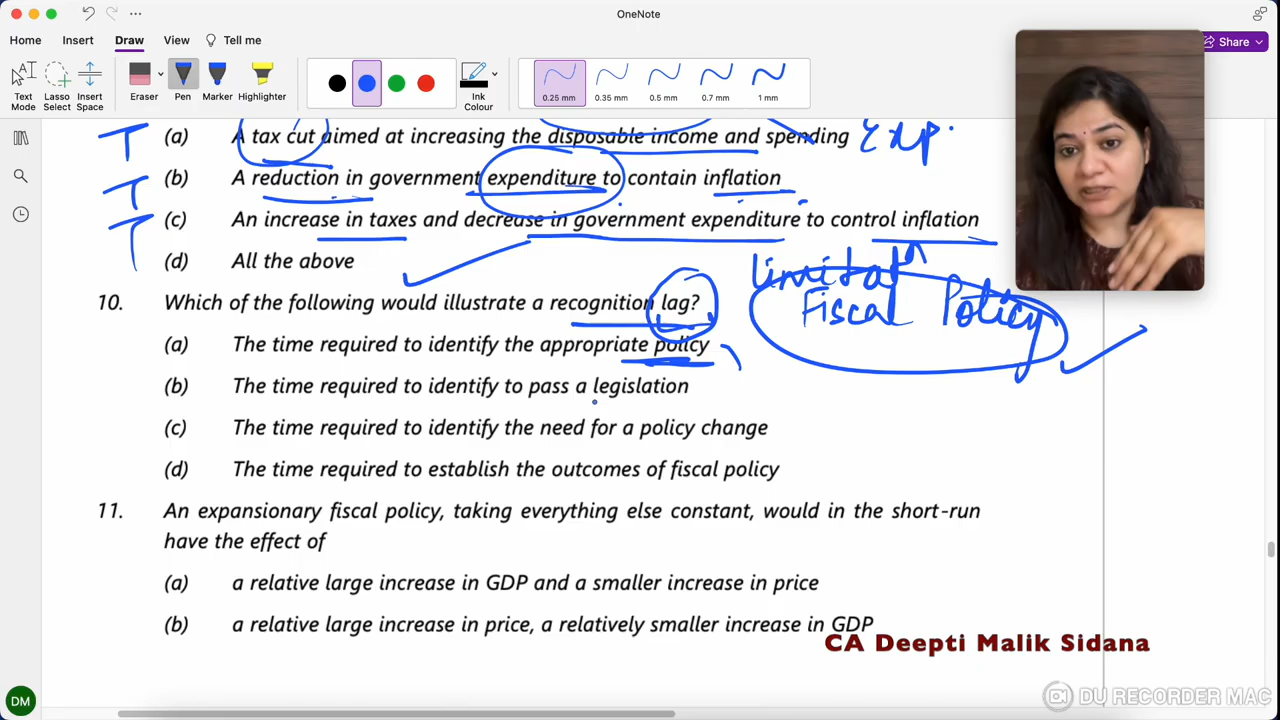 OneNote
Home Insert Draw View Tell me Share
Text Mode Lasso Select Insert Space Eraser Pen Marker Highlighter 0.25 mm 0.35 mm 0.5 mm 0.7 mm 1 mm Ink Colour
T (a) A tax cut aimed at increasing the disposable income and spending Exp.
T (b) A reduction in government expenditure to contain inflation
T (c) An increase in taxes and decrease in government expenditure to control inflation
(d) All the above
10. Which of the following would illustrate a recognition lag?
Fiscal Policy
(a) The time required to identify the appropriate policy
(b) The time required to identify to pass a legislation
(c) The time required to identify the need for a policy change
(d) The time required to establish the outcomes of fiscal policy
11. An expansionary fiscal policy, taking everything else constant, would in the short-run
have the effect of
(a) a relative large increase in GDP and a smaller increase in price
(b) a relative large increase in price, a relatively smaller increase in GDP
CA Deepti Malik Sidana
DM
DU RECORDER MAC